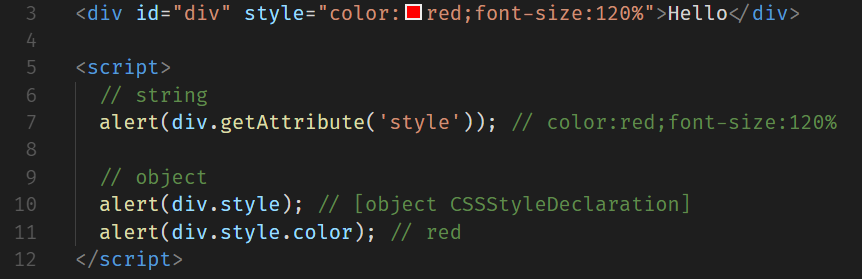 3 <div id="div" style="color:red;font-size:120%">Hello</div>
4
5 <script>
6 // string
7 alert(div.getAttribute('style')); // color:red;font-size:120%
8
9 // object
10 alert(div.style); // [object CSSStyleDeclaration]
11 alert(div.style.color); // red
12 </script>